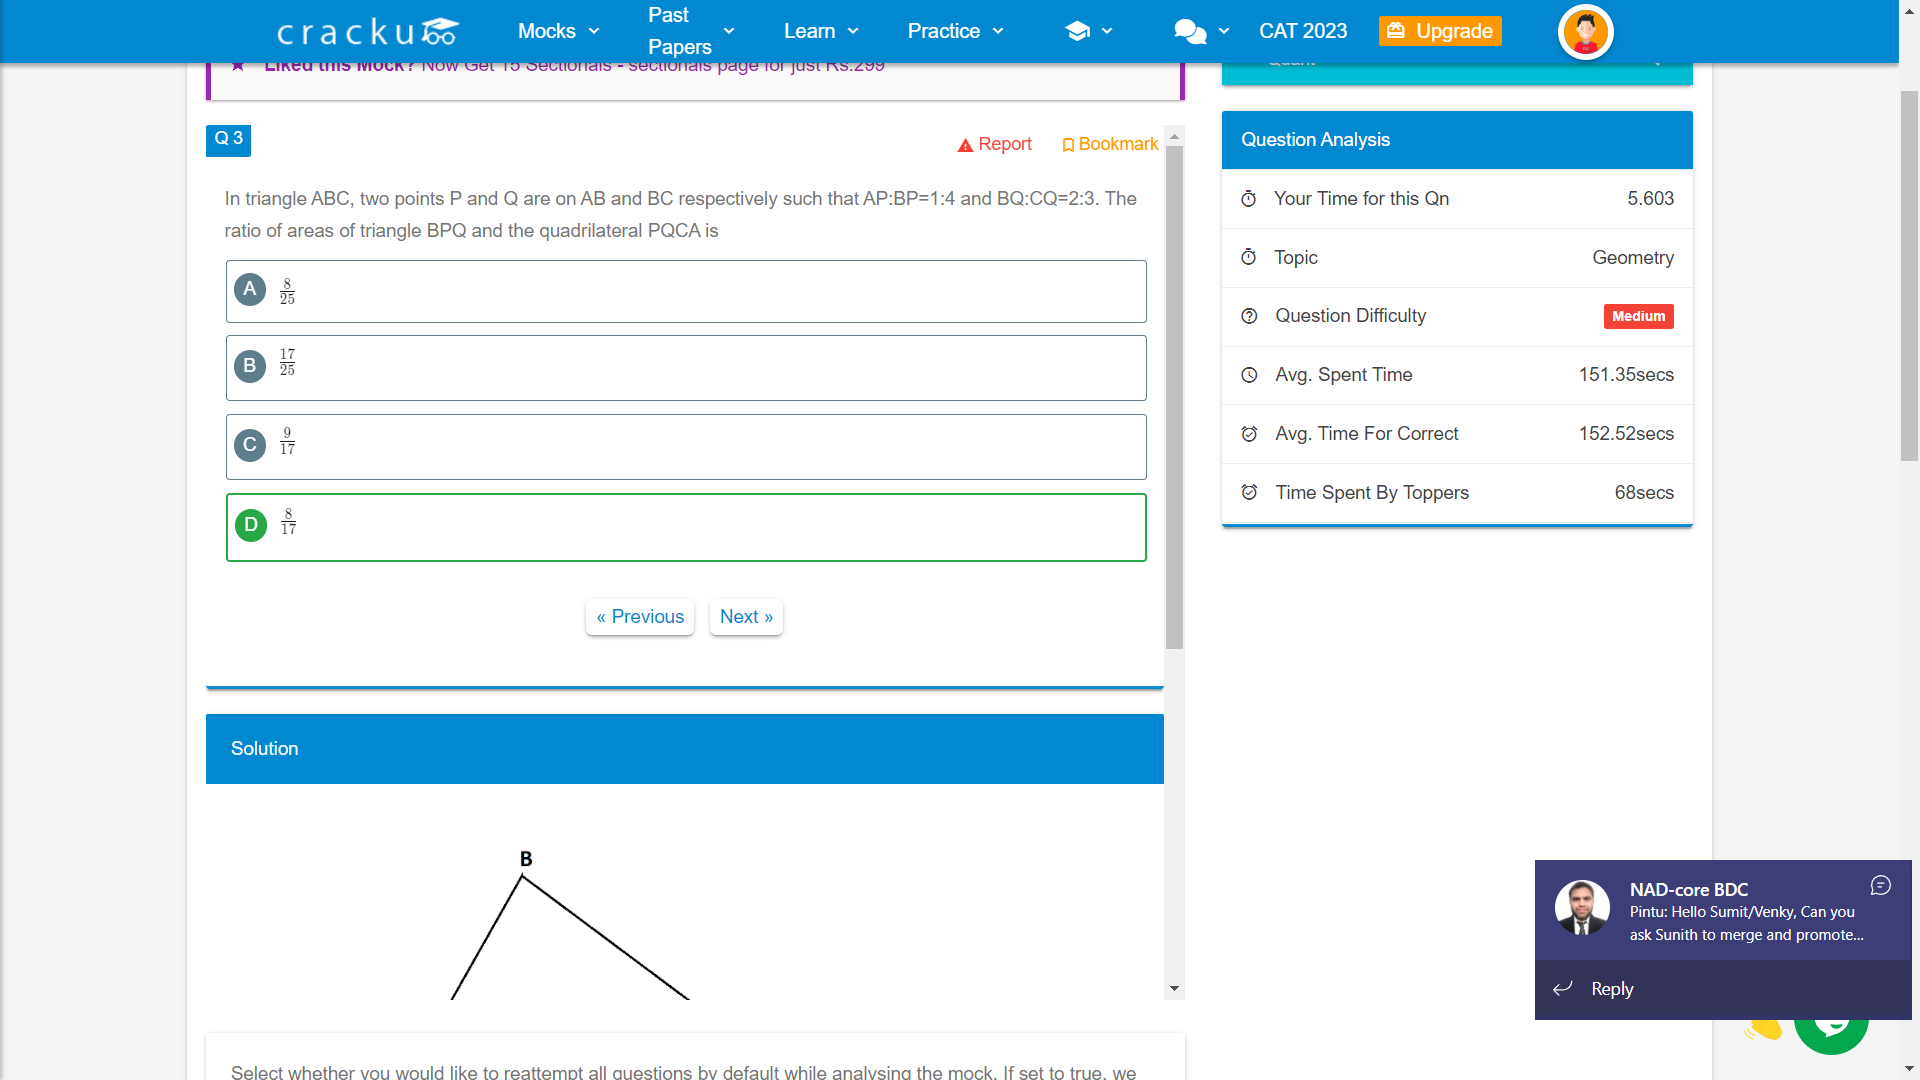 cracku
Mocks
Past
Papers
Learn
Practice
CAT 2023
Upgrade
Liked this Mock? Now Get 15 Sectionals - sectionals page for just Rs.299
Quant
Q 3
Report
Bookmark
In triangle ABC, two points P and Q are on AB and BC respectively such that AP:BP=1:4 and BQ:CQ=2:3. The
ratio of areas of triangle BPQ and the quadrilateral PQCA is
A 8/25
B 17/25
C 9/17
D 8/17
« Previous
Next »
Solution
B
Select whether you would like to reattempt all questions by default while analysing the mock. If set to true, we
Question Analysis
Your Time for this Qn 5.603
Topic Geometry
Question Difficulty Medium
Avg. Spent Time 151.35secs
Avg. Time For Correct 152.52secs
Time Spent By Toppers 68secs
NAD-core BDC
Pintu: Hello Sumit/Venky, Can you
ask Sunith to merge and promote...
Reply